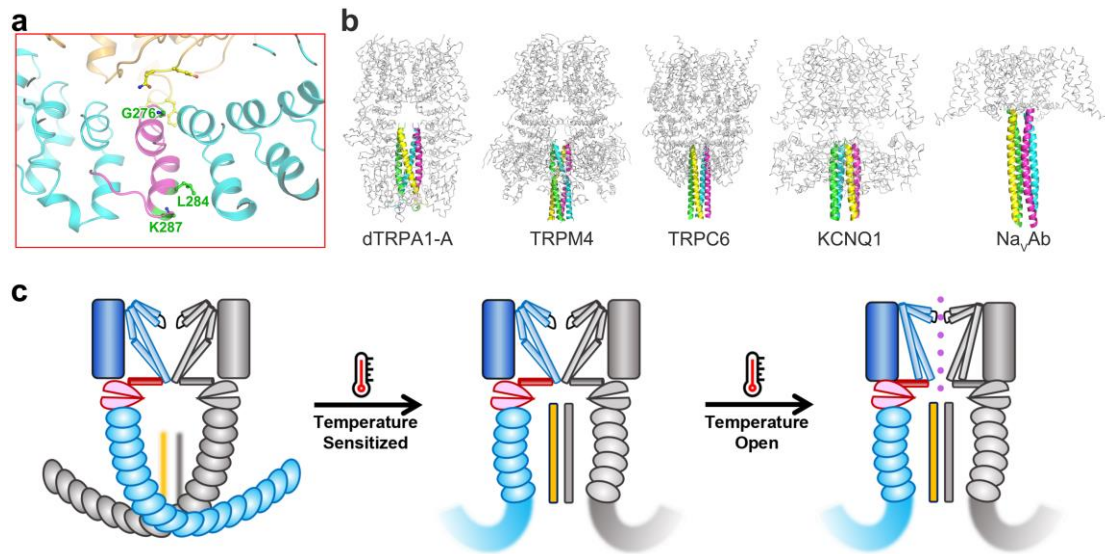 a
G276
L284
K287
b
dTRPA1-A
TRPM4
TRPC6
KCNQ1
NaᵥAb
c
Temperature
Sensitized
Temperature
Open